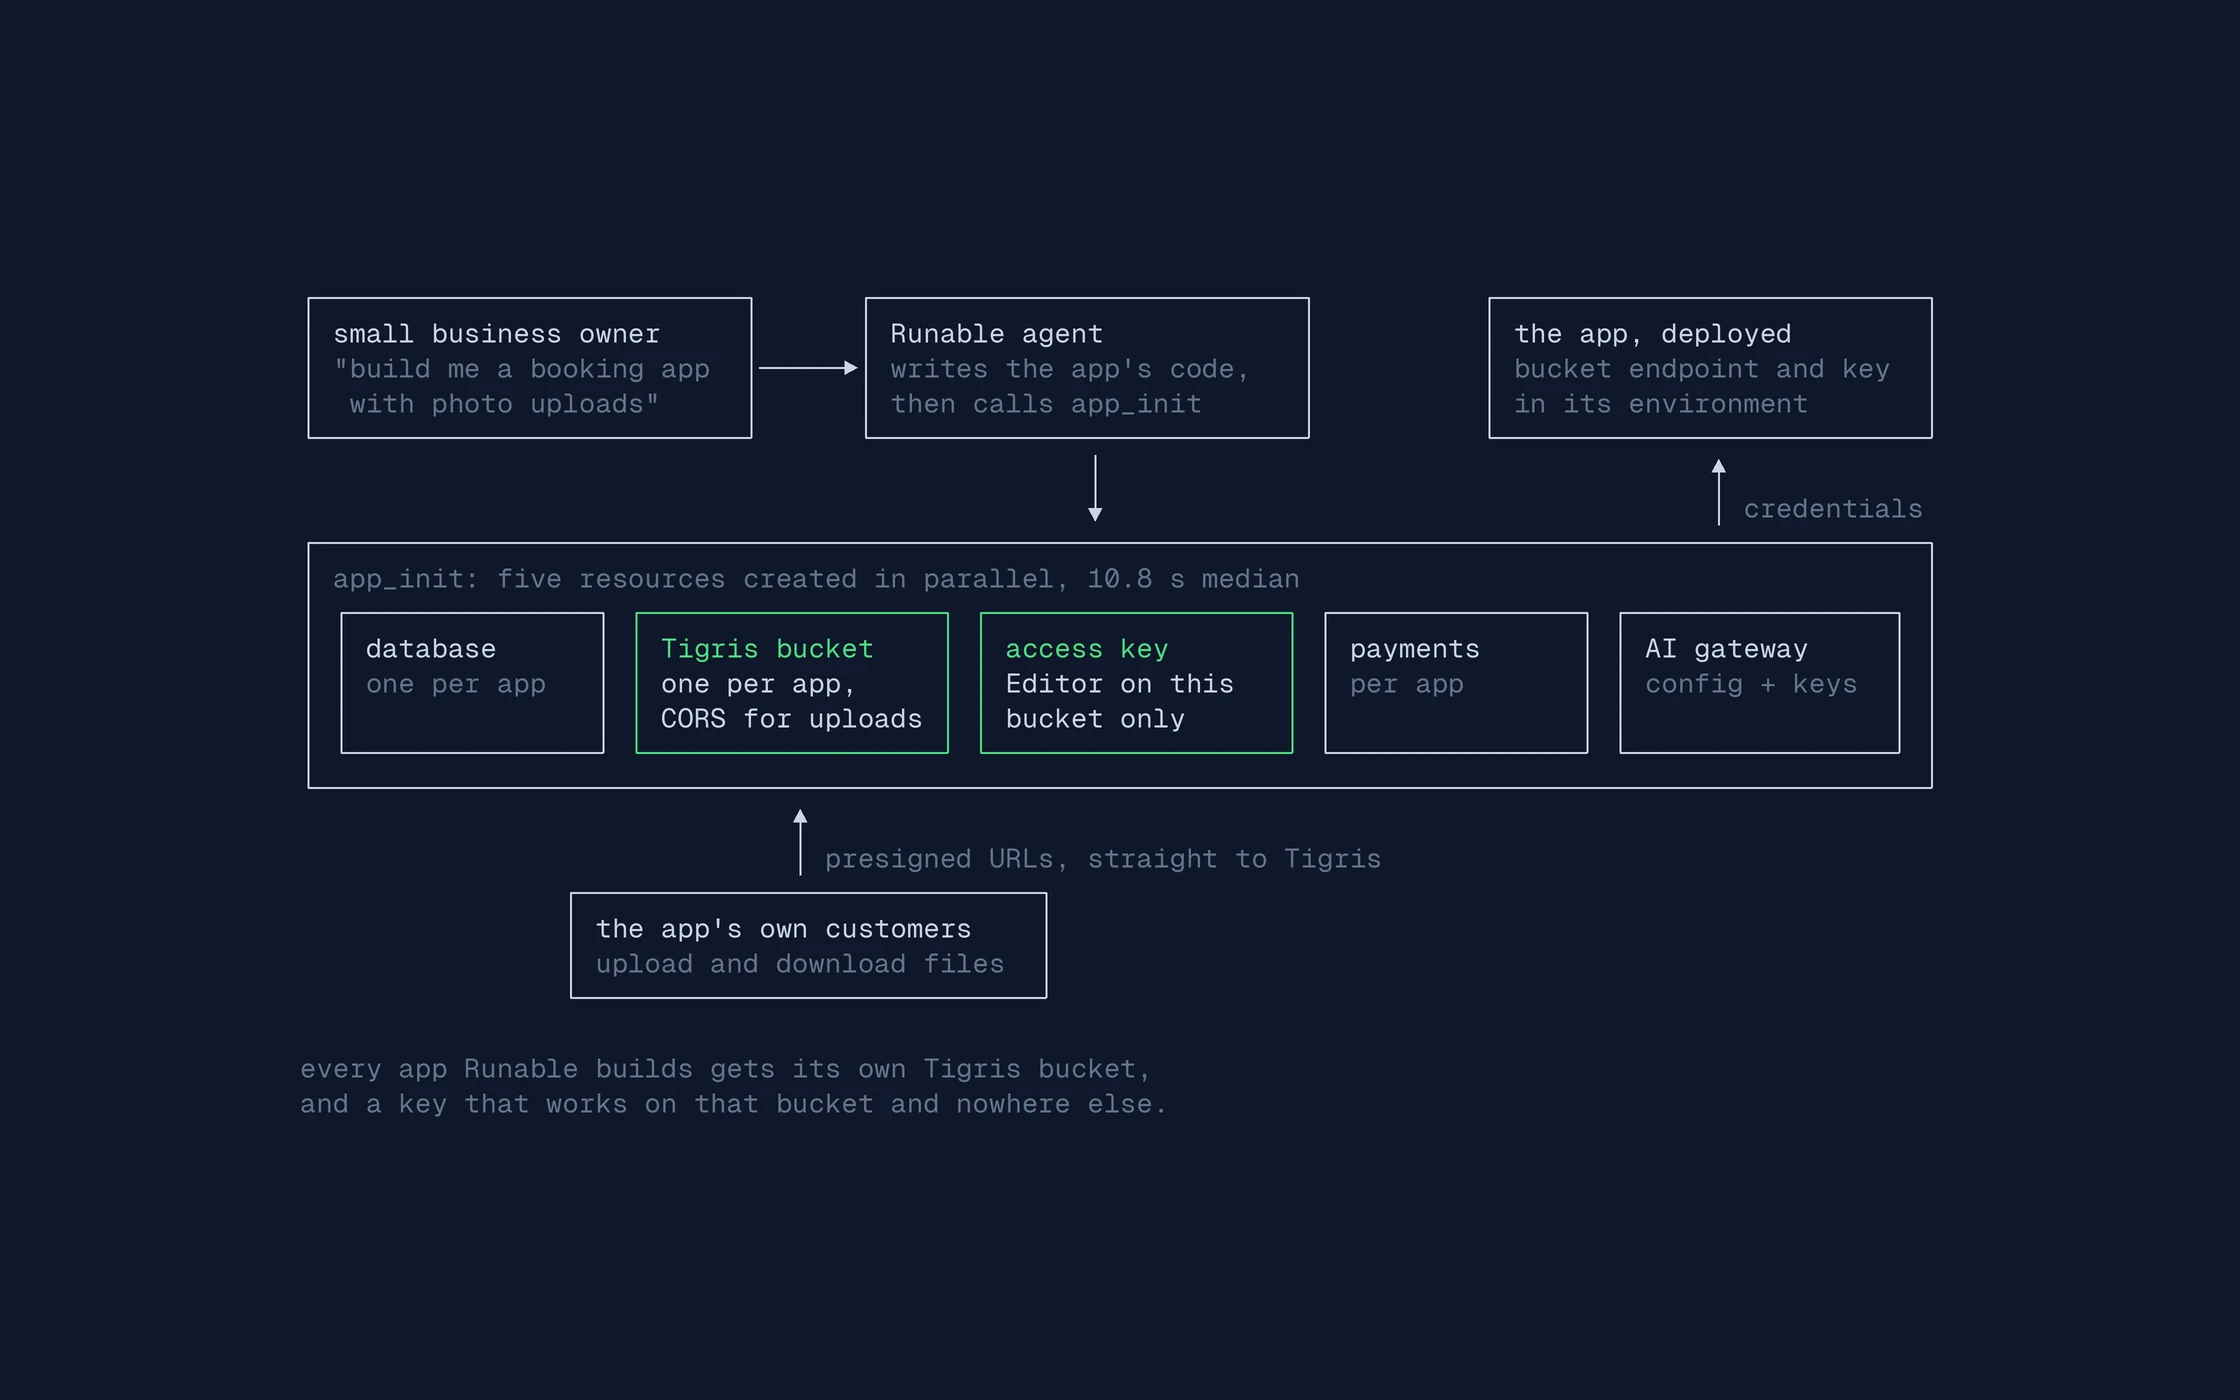 small business owner
"build me a booking app
with photo uploads"
Runable agent
writes the app's code,
then calls app_init
the app, deployed
bucket endpoint and key
in its environment
credentials
app_init: five resources created in parallel, 10.8 s median
database
one per app
Tigris bucket
one per app,
CORS for uploads
access key
Editor on this
bucket only
payments
per app
AI gateway
config + keys
presigned URLs, straight to Tigris
the app's own customers
upload and download files
every app Runable builds gets its own Tigris bucket,
and a key that works on that bucket and nowhere else.